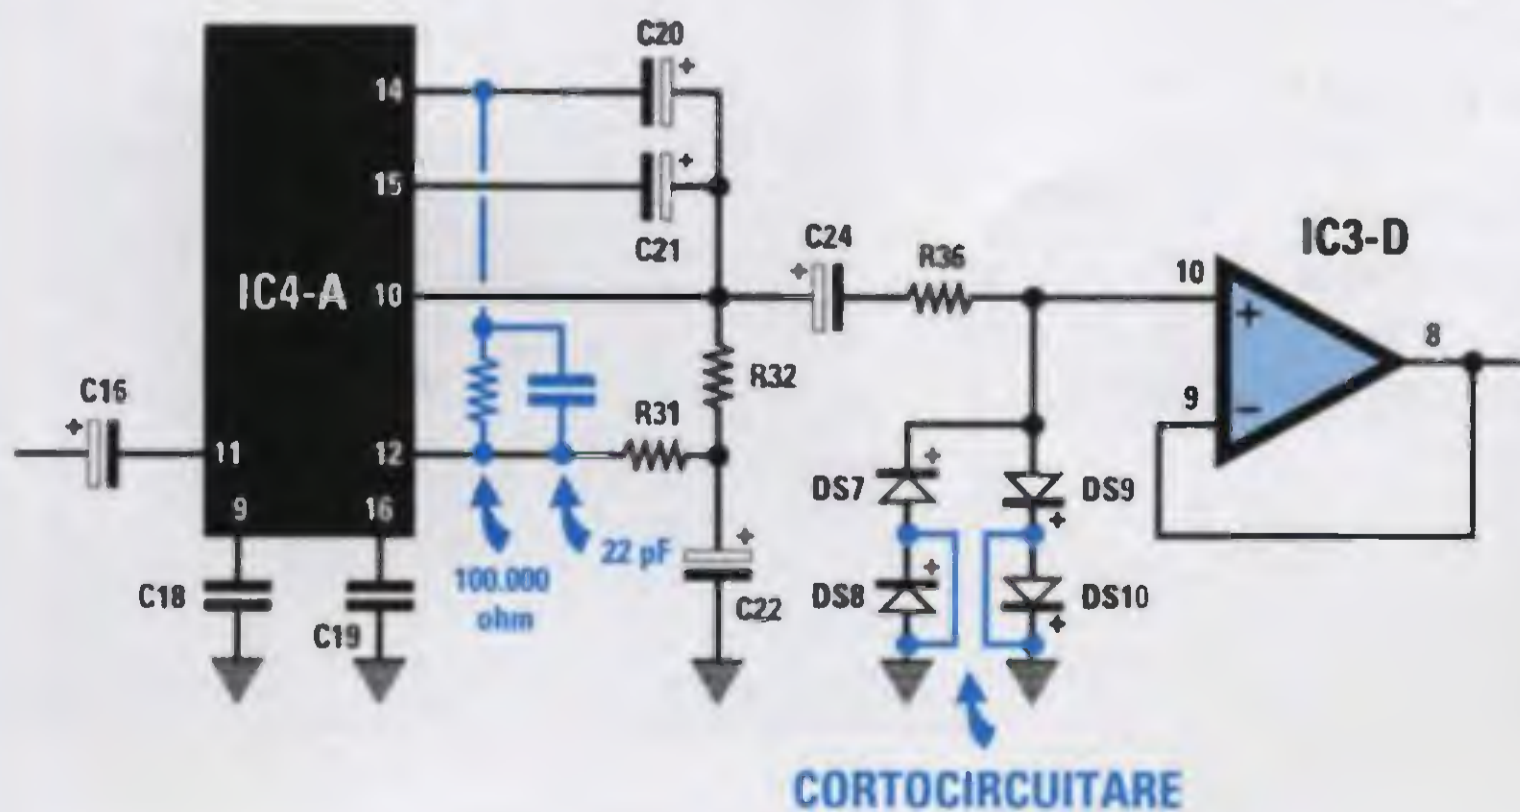 C20
+
14
15
+
C21
IC4-A
10
C24
+
R36
IC3-D
10
+
8
9
−
C16
+
11
12
R31
R32
9
16
C18
C19
100.000
ohm
22 pF
+
C22
DS7
+
DS9
+
DS8
+
DS10
+
CORTOCIRCUITARE